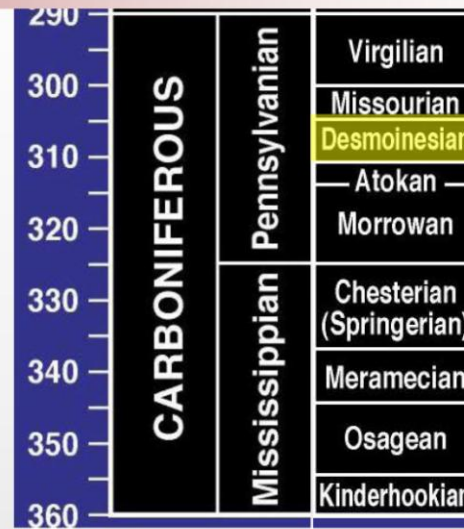 290
300
310
320
330
340
350
360
CARBONIFEROUS
Pennsylvanian
Mississippian
Virgilian
Missourian
Desmoinesian
Atokan
Morrowan
Chesterian
(Springerian)
Meramecian
Osagean
Kinderhookian